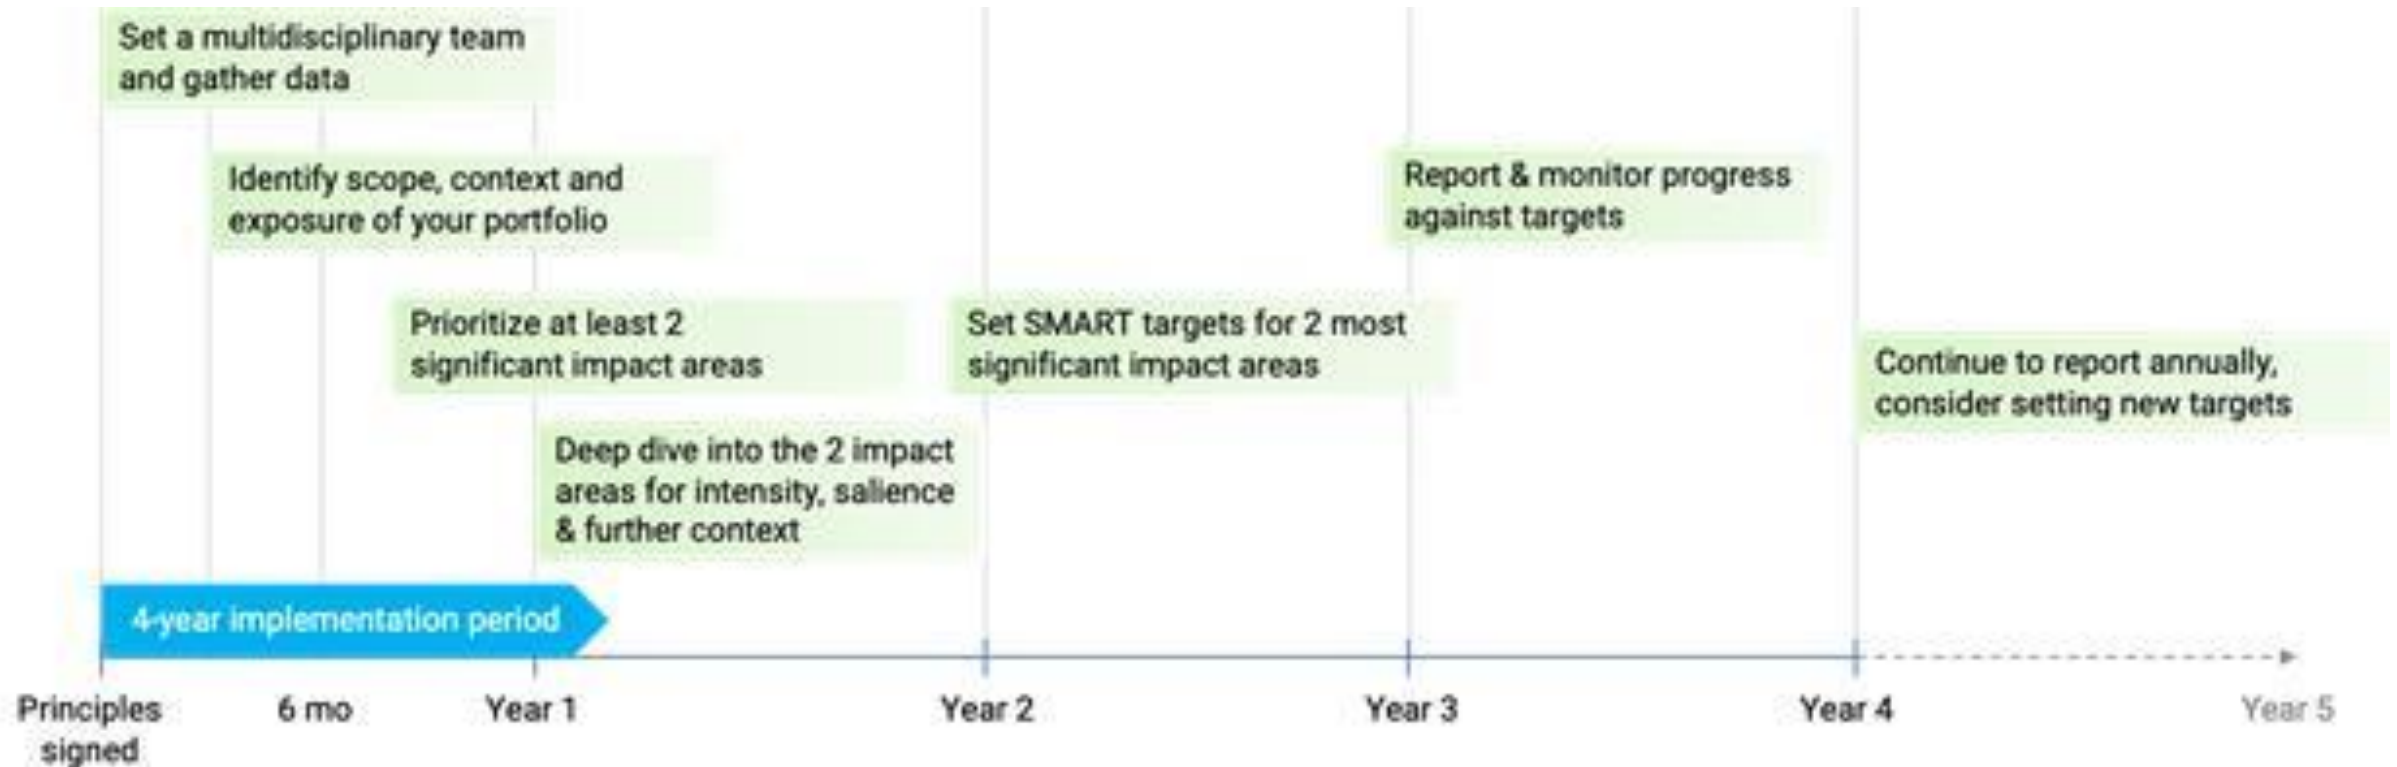 Set a multidisciplinary team
and gather data
Identify scope, context and
exposure of your portfolio
Report & monitor progress
against targets
Prioritize at least 2
significant impact areas
Set SMART targets for 2 most
significant impact areas
Continue to report annually,
consider setting new targets
Deep dive into the 2 impact
areas for intensity, salience
& further context
4-year implementation period
Principles
signed
6 mo
Year 1
Year 2
Year 3
Year 4
Year 5